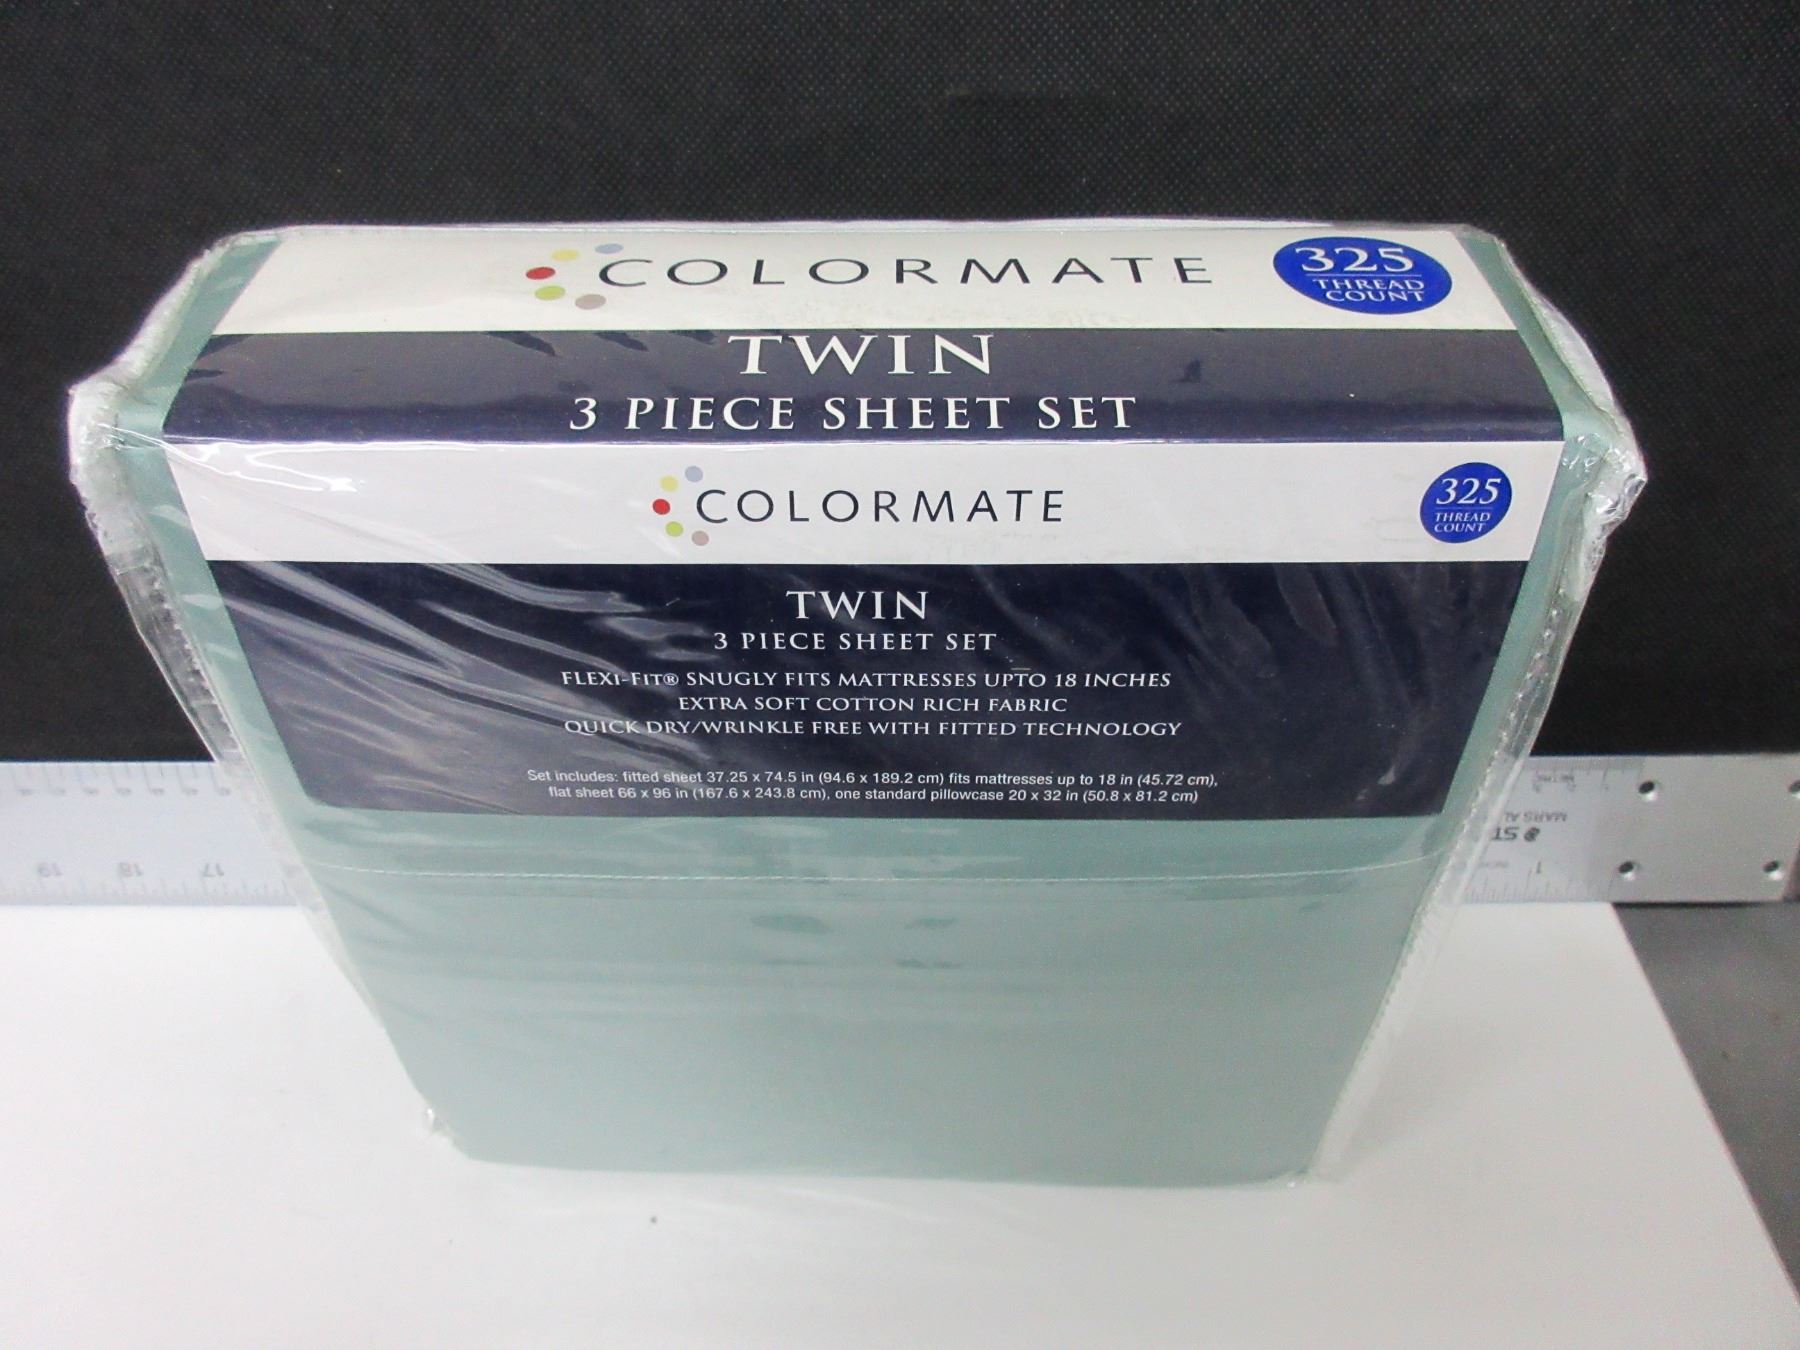 COLORMATE
325
THREAD
COUNT
TWIN
3 PIECE SHEET SET
COLORMATE
325
THREAD
COUNT
TWIN
3 PIECE SHEET SET
FLEXI-FIT® SNUGLY FITS MATTRESSES UPTO 18 INCHES
EXTRA SOFT COTTON RICH FABRIC
QUICK DRY/WRINKLE FREE WITH FITTED TECHNOLOGY
Set includes: fitted sheet 37.25 x 74.5 in (94.6 x 189.2 cm) fits mattresses up to 18 in (45.72 cm),
flat sheet 66 x 96 in (167.6 x 243.8 cm), one standard pillowcase 20 x 32 in (50.8 x 81.2 cm)
19 18 17
1